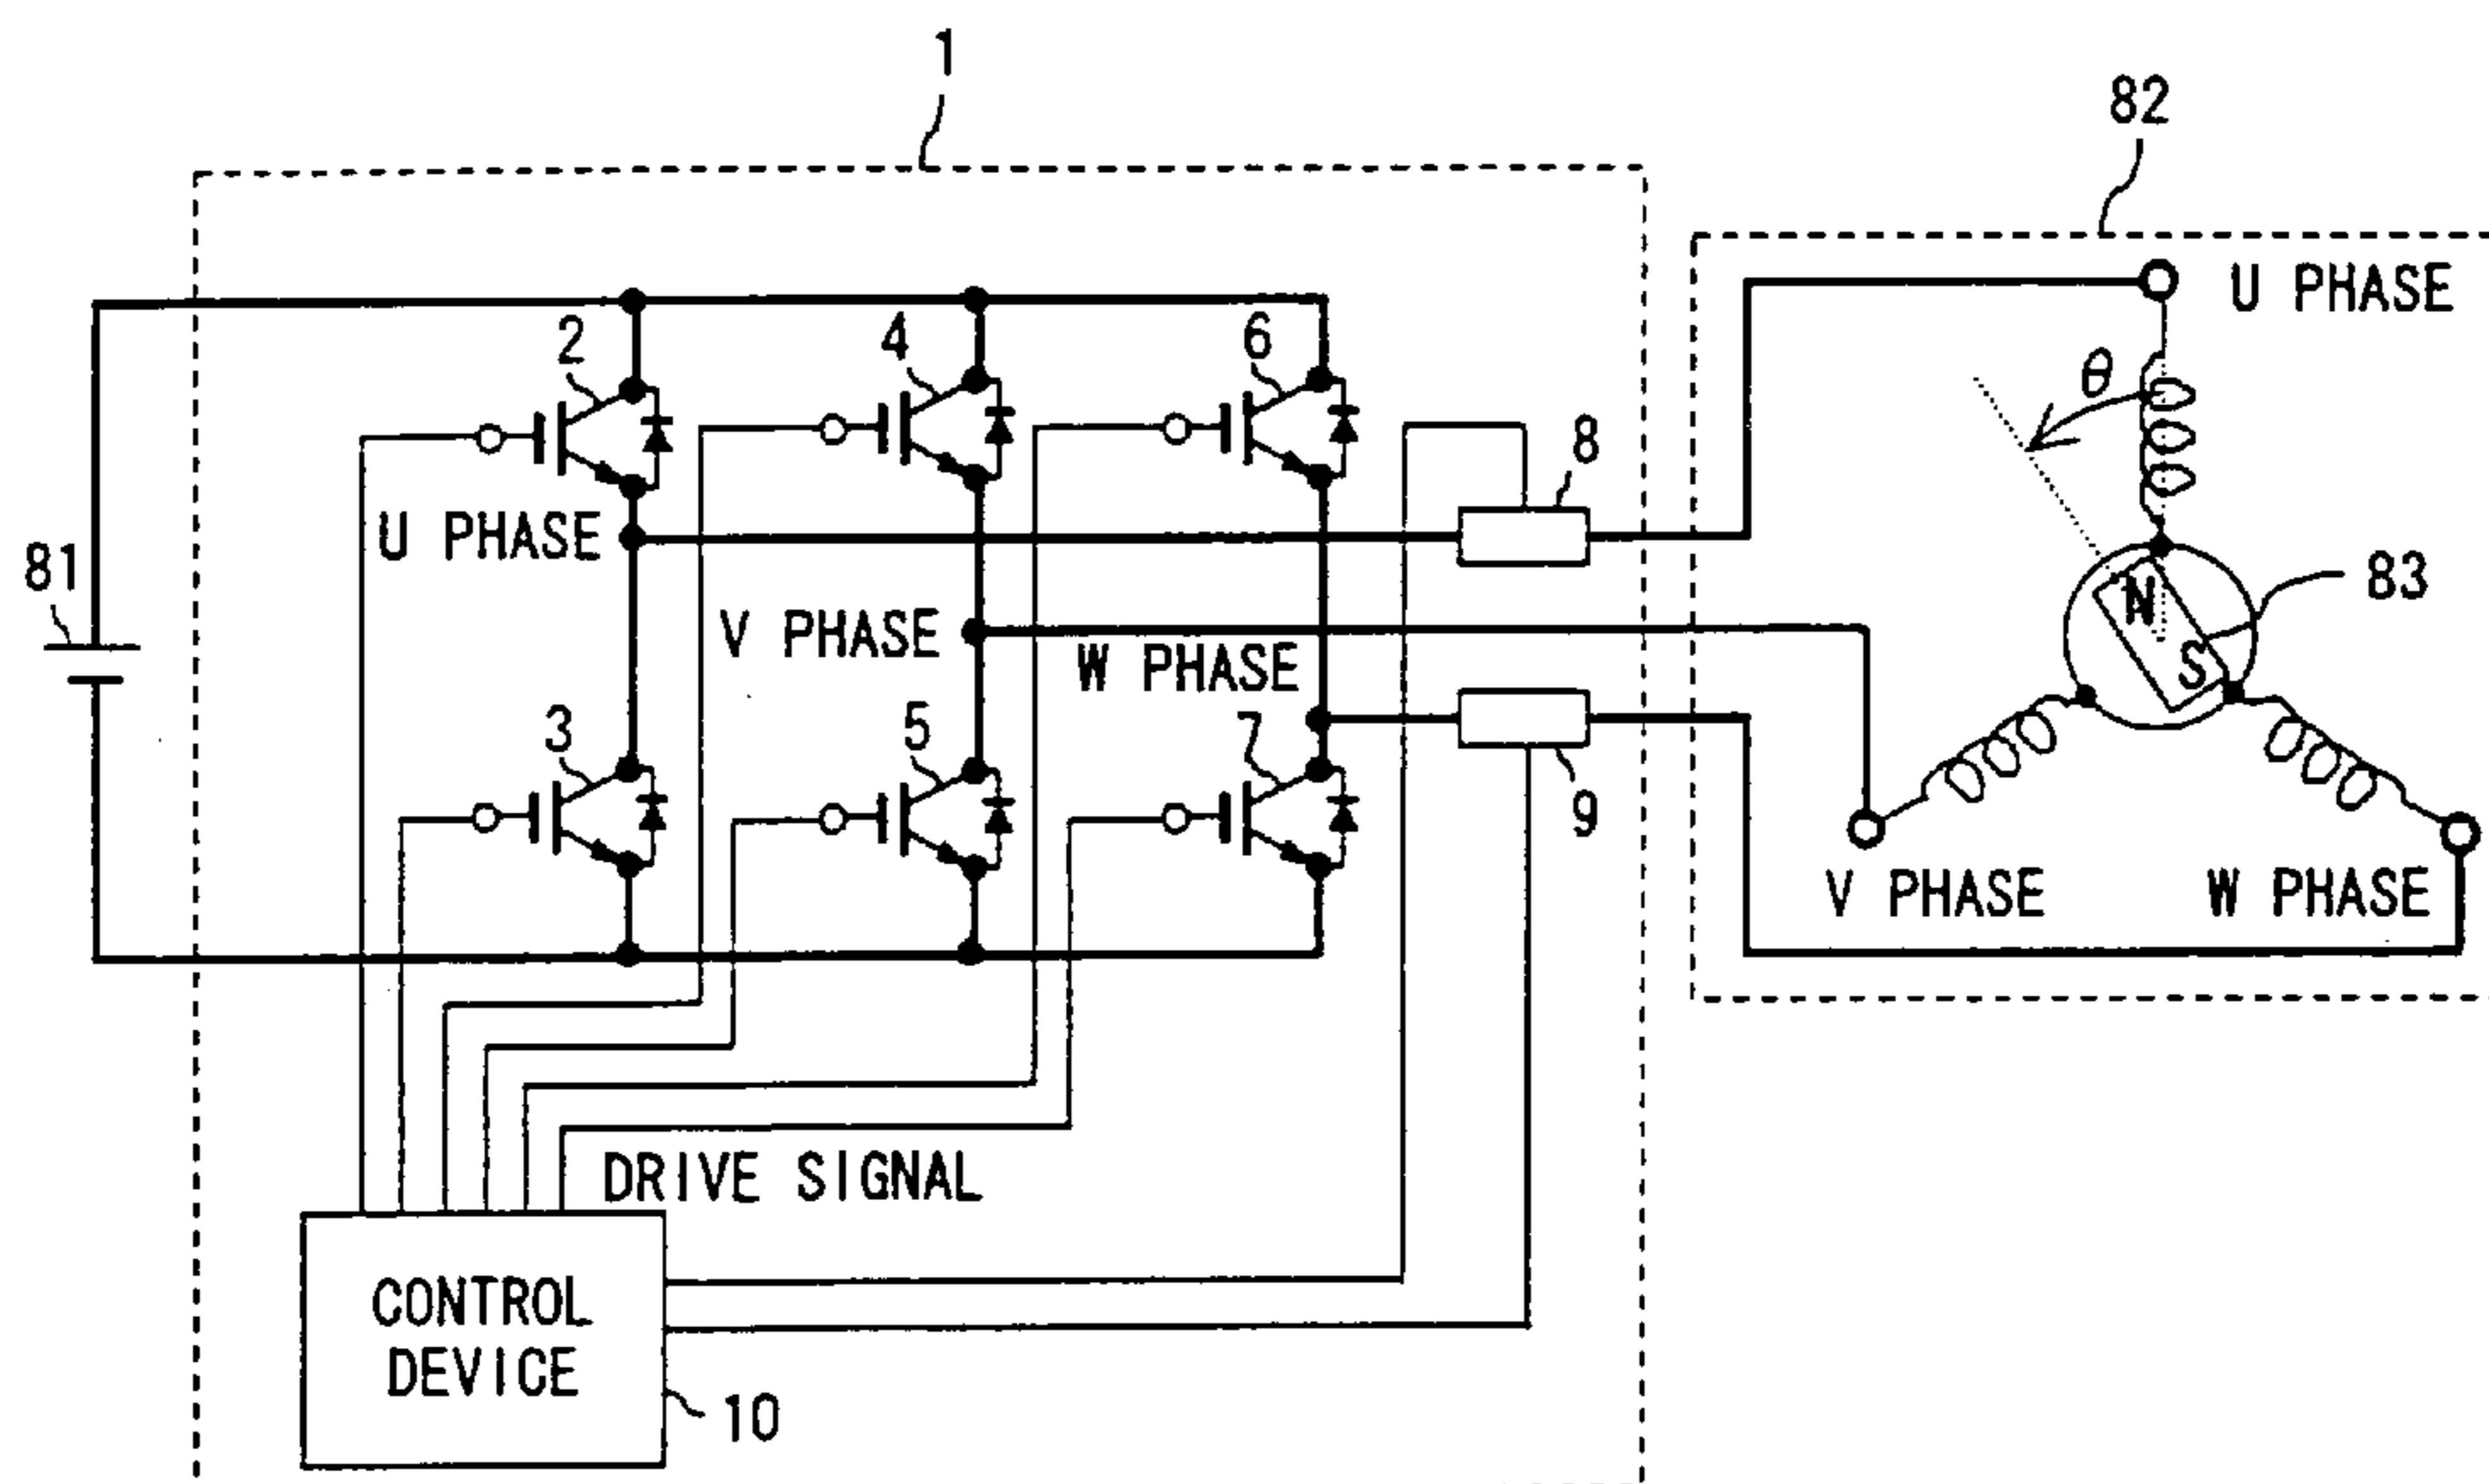 1
82
U PHASE
2
4
6
θ
8
U PHASE
81
83
N
V PHASE
W PHASE
S
3
5
7
9
V PHASE
W PHASE
DRIVE SIGNAL
CONTROL
DEVICE
10